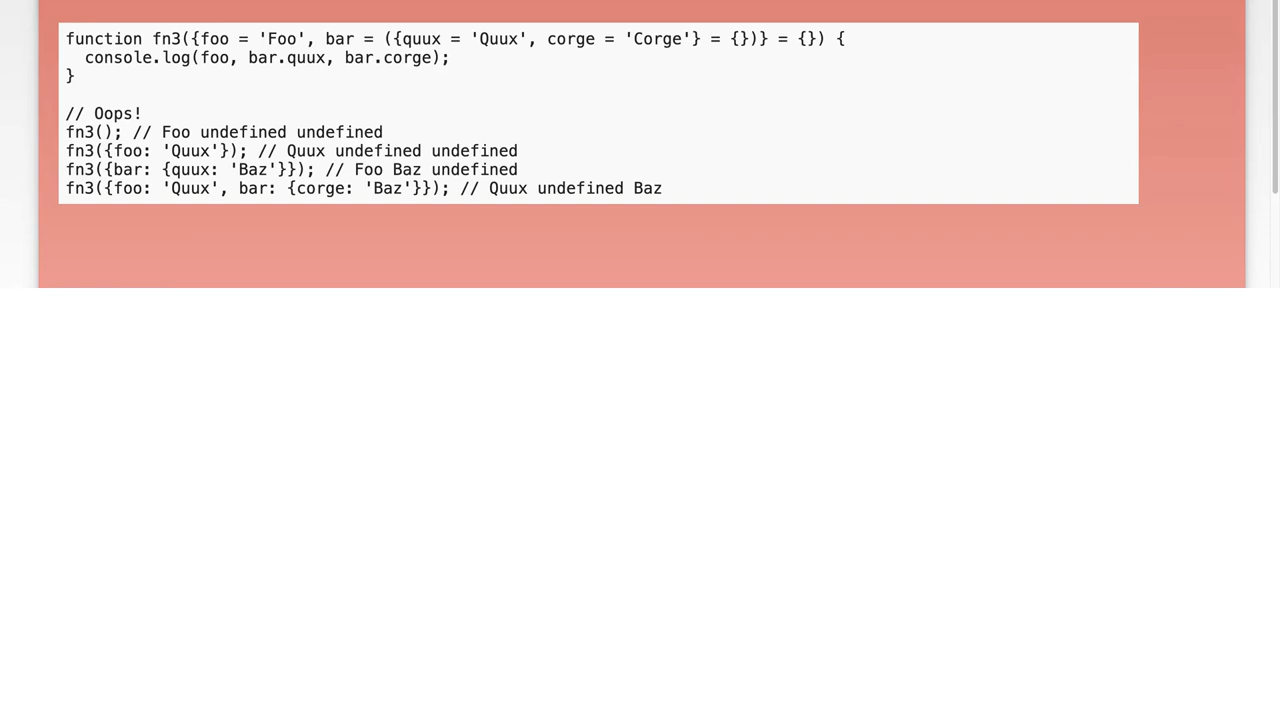 function fn3({foo = 'Foo', bar = ({quux = 'Quux', corge = 'Corge'} = {})} = {}) {
  console.log(foo, bar.quux, bar.corge);
}

// Oops!
fn3(); // Foo undefined undefined
fn3({foo: 'Quux'}); // Quux undefined undefined
fn3({bar: {quux: 'Baz'}}); // Foo Baz undefined
fn3({foo: 'Quux', bar: {corge: 'Baz'}}); // Quux undefined Baz